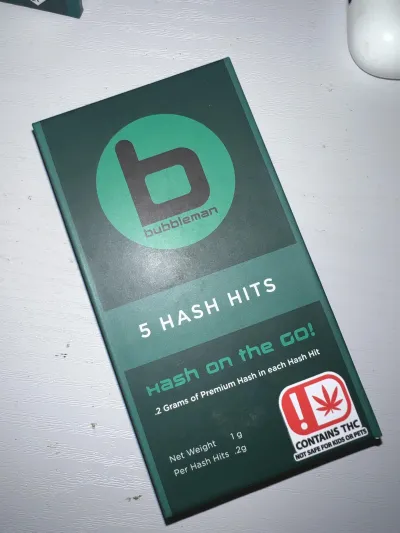 b
bubbleman
5 HASH HITS
Hash on the Go!
.2 Grams of Premium Hash in each Hash Hit
Net Weight 1 g
Per Hash Hits .2g
!
CONTAINS THC
NOT SAFE FOR KIDS OR PETS